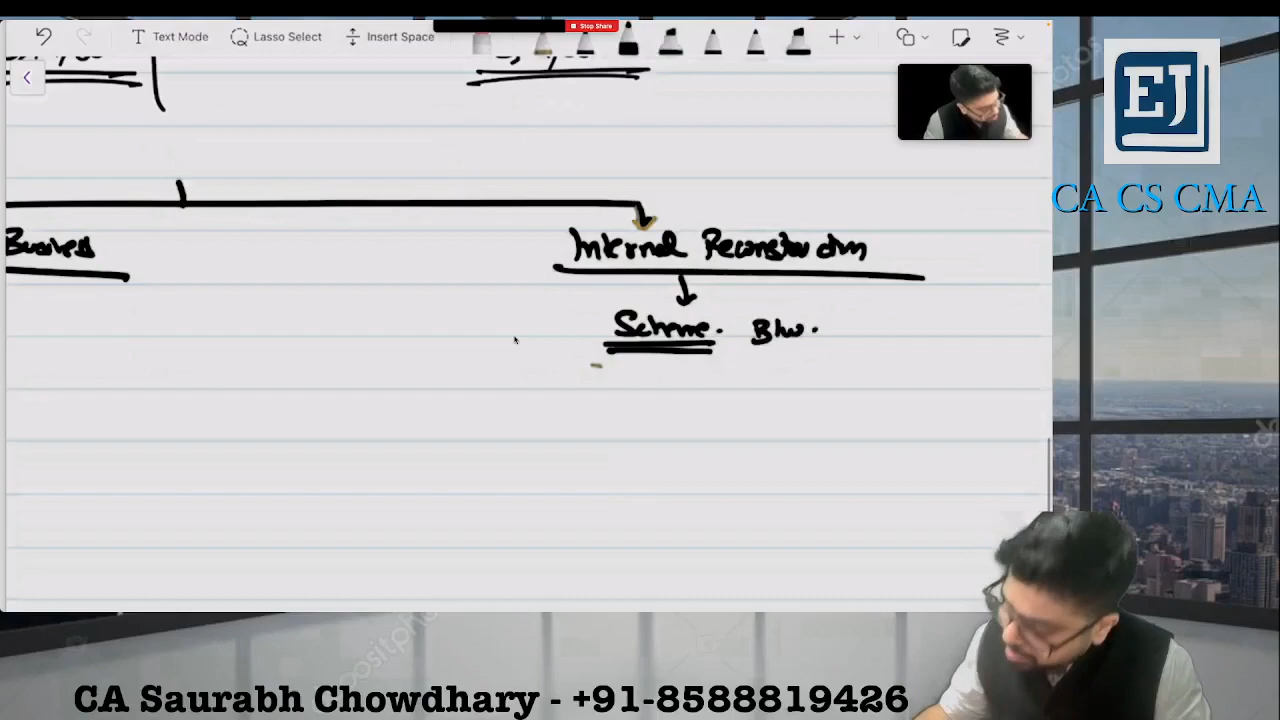 Stop Share
Text Mode Lasso Select Insert Space
EJ
CA CS CMA
Business
Internal Reconstruction
Scheme. B/w.
CA Saurabh Chowdhary - +91-8588819426